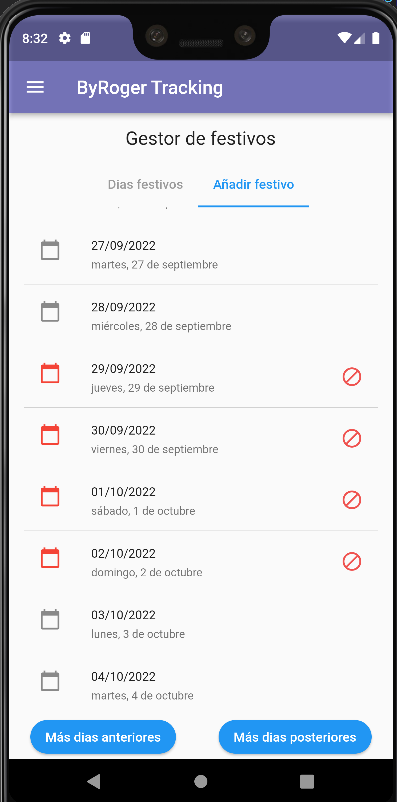 8:32
ByRoger Tracking
Gestor de festivos
Dias festivos
Añadir festivo
27/09/2022
martes, 27 de septiembre
28/09/2022
miércoles, 28 de septiembre
29/09/2022
jueves, 29 de septiembre
30/09/2022
viernes, 30 de septiembre
01/10/2022
sábado, 1 de octubre
02/10/2022
domingo, 2 de octubre
03/10/2022
lunes, 3 de octubre
04/10/2022
martes, 4 de octubre
Más dias anteriores
Más dias posteriores